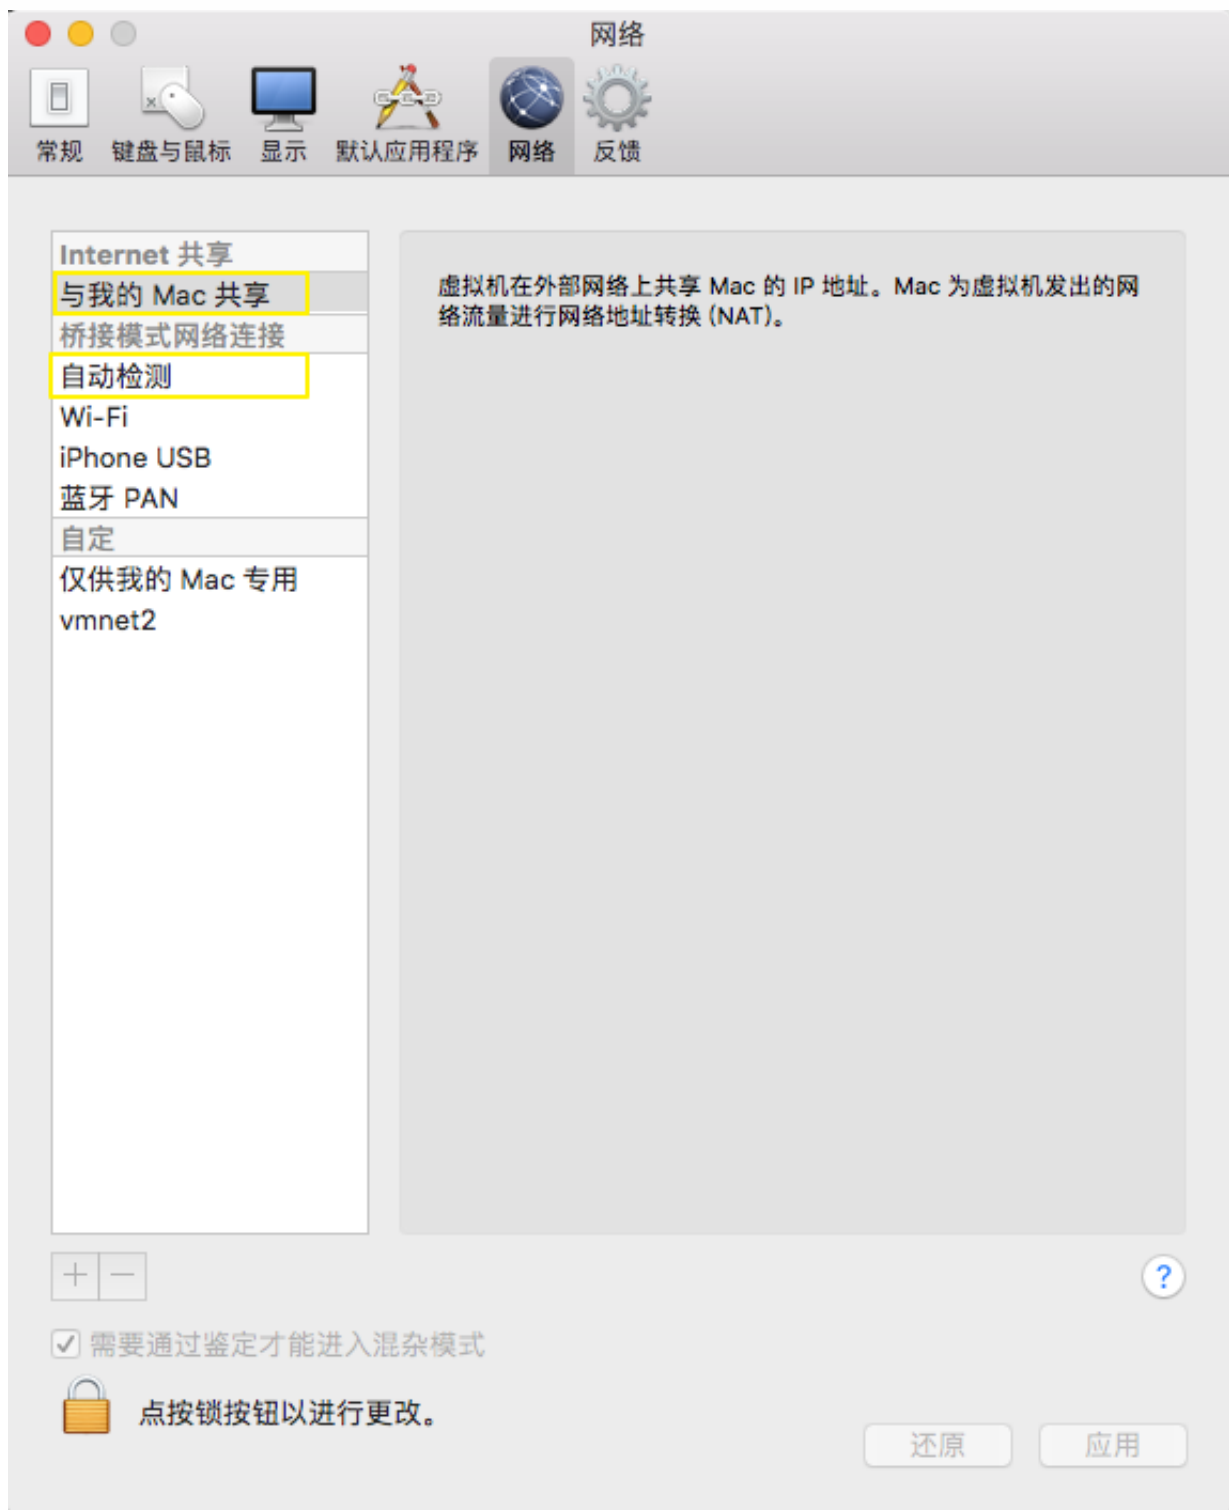 网络
常规 键盘与鼠标 显示 默认应用程序 网络 反馈
Internet 共享
与我的 Mac 共享
桥接模式网络连接
自动检测
Wi-Fi
iPhone USB
蓝牙 PAN
自定
仅供我的 Mac 专用
vmnet2
虚拟机在外部网络上共享 Mac 的 IP 地址。Mac 为虚拟机发出的网
络流量进行网络地址转换 (NAT)。
?
需要通过鉴定才能进入混杂模式
点按锁按钮以进行更改。
还原 应用